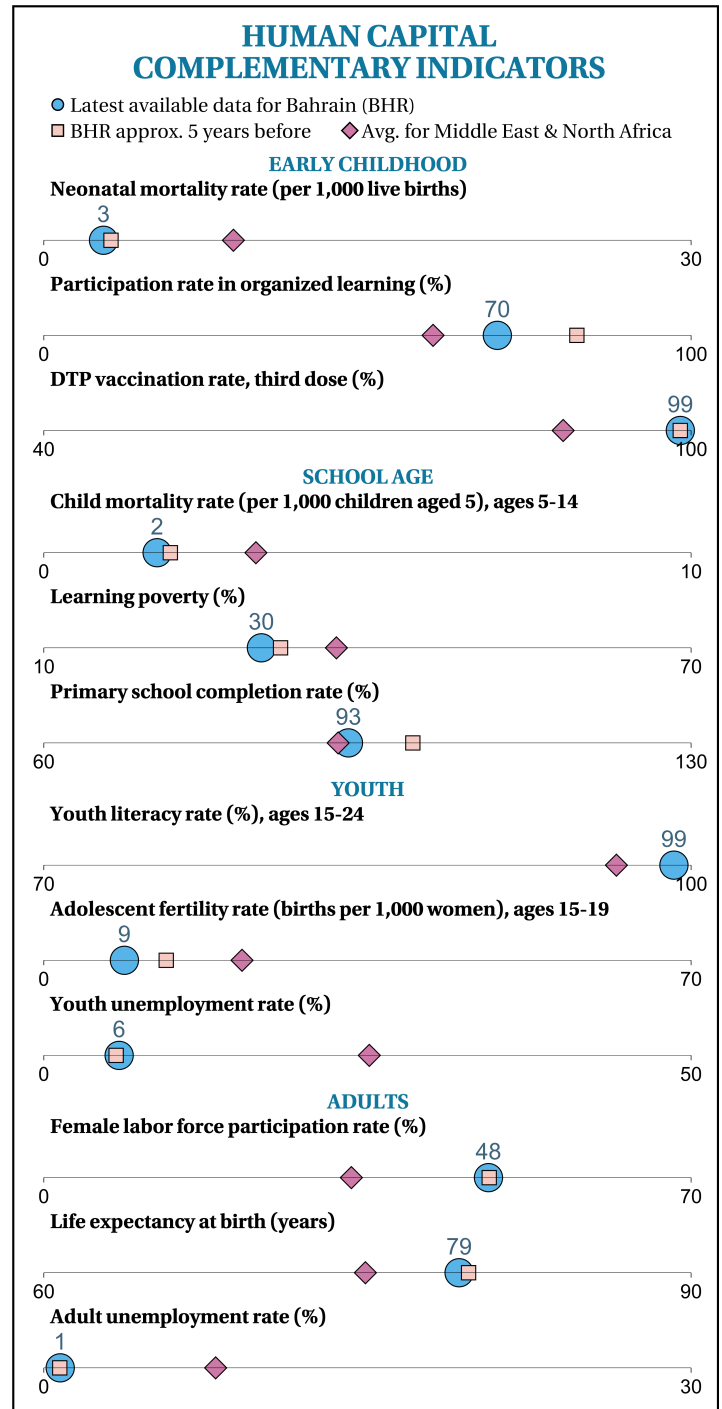 HUMAN CAPITAL
COMPLEMENTARY INDICATORS
Latest available data for Bahrain (BHR)
BHR approx. 5 years before
Avg. for Middle East & North Africa
EARLY CHILDHOOD
Neonatal mortality rate (per 1,000 live births)
3
0 30
Participation rate in organized learning (%)
70
0 100
DTP vaccination rate, third dose (%)
99
40 100
SCHOOL AGE
Child mortality rate (per 1,000 children aged 5), ages 5-14
2
0 10
Learning poverty (%)
30
10 70
Primary school completion rate (%)
93
60 130
YOUTH
Youth literacy rate (%), ages 15-24
99
70 100
Adolescent fertility rate (births per 1,000 women), ages 15-19
9
0 70
Youth unemployment rate (%)
6
0 50
ADULTS
Female labor force participation rate (%)
48
0 70
Life expectancy at birth (years)
79
60 90
Adult unemployment rate (%)
1
0 30